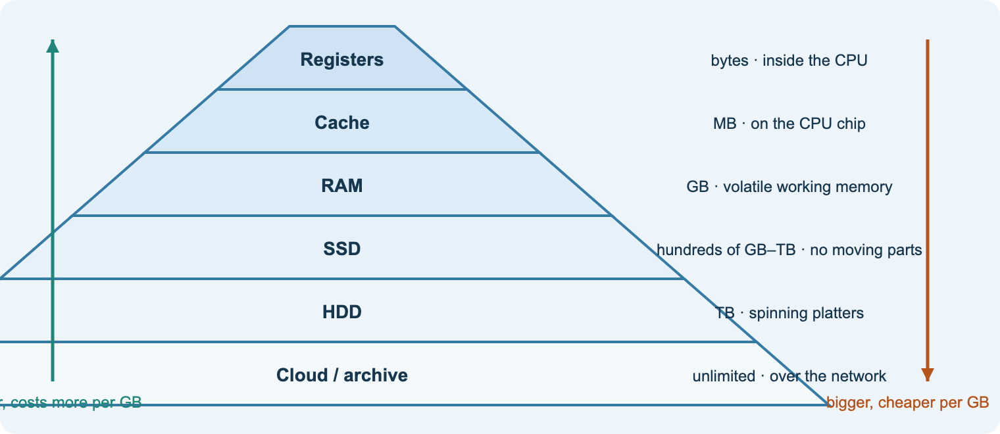 Registers
bytes · inside the CPU
Cache
MB · on the CPU chip
RAM
GB · volatile working memory
SSD
hundreds of GB–TB · no moving parts
HDD
TB · spinning platters
Cloud / archive
unlimited · over the network
costs more per GB
bigger, cheaper per GB